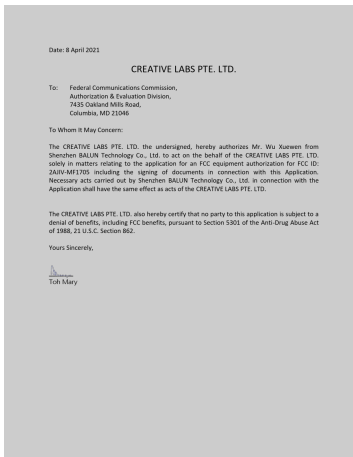 Date: 8 April 2021
CREATIVE LABS PTE. LTD.
To: Federal Communications Commission,
Authorization & Evaluation Division,
7435 Oakland Mills Road,
Columbia, MD 21046
To Whom It May Concern:
The CREATIVE LABS PTE. LTD. the undersigned, hereby authorizes Mr. Wu Xuewen from
Shenzhen BALUN Technology Co., Ltd. to act on the behalf of the CREATIVE LABS PTE. LTD.
solely in matters relating to the application for an FCC equipment authorization for FCC ID:
2AJIV-MF1705 including the signing of documents in connection with this Application.
Necessary acts carried out by Shenzhen BALUN Technology Co., Ltd. in connection with the
Application shall have the same effect as acts of the CREATIVE LABS PTE. LTD.
The CREATIVE LABS PTE. LTD. also hereby certify that no party to this application is subject to a
denial of benefits, including FCC benefits, pursuant to Section 5301 of the Anti-Drug Abuse Act
of 1988, 21 U.S.C. Section 862.
Yours Sincerely,
Toh Mary